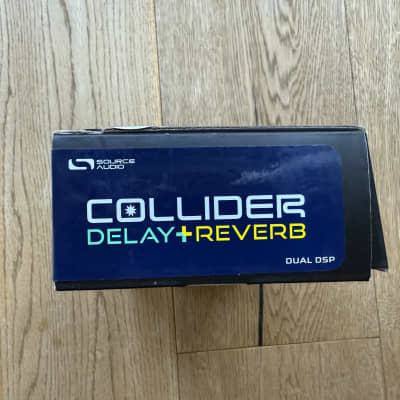 SOURCE
AUDIO
COLLIDER
DELAY+REVERB
DUAL DSP